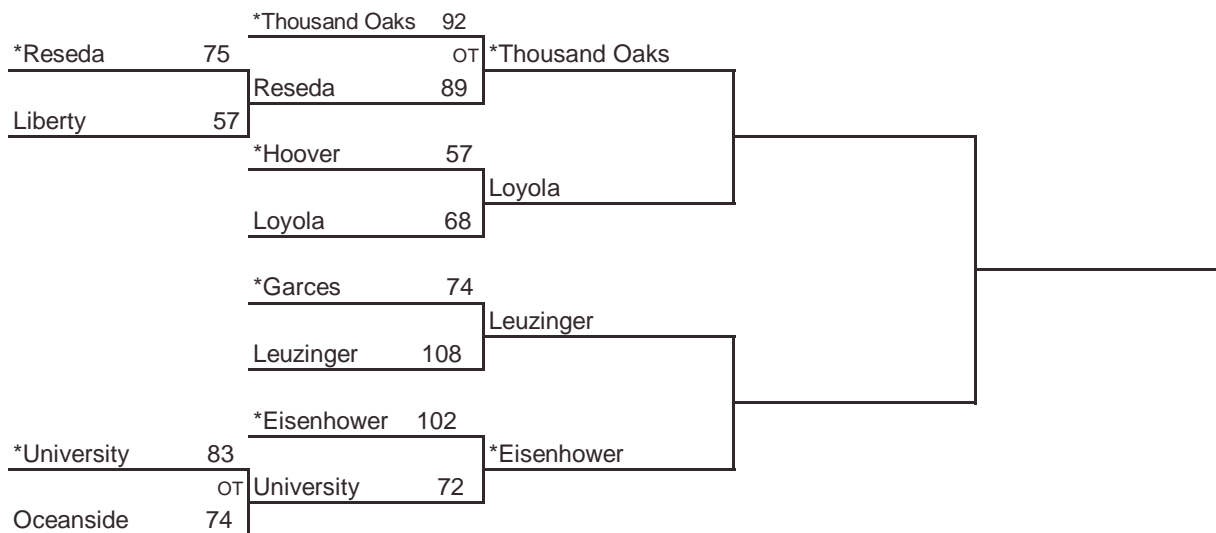 *Thousand Oaks 92
*Reseda 75
OT *Thousand Oaks
Reseda 89
Liberty 57
*Hoover 57
Loyola
Loyola 68
*Garces 74
Leuzinger
Leuzinger 108
*Eisenhower 102
*University 83
*Eisenhower
OT University 72
Oceanside 74